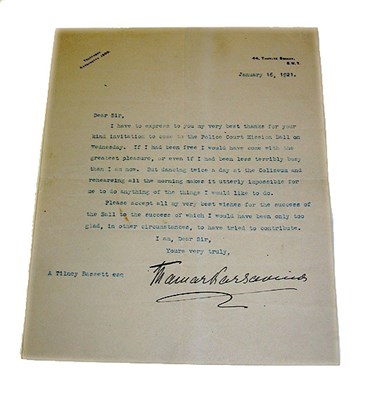 January 16, 1921.
Dear Sir,
I have to express to you my very best thanks for your
kind invitation to come to the Police Court Mission Ball on
Wednesday. If I had been free I would have come with the
greatest pleasure, or even if I had been less terribly busy
than I am now. But dancing twice a day at the Coliseum and
rehearsing all the morning makes it utterly impossible for
me to do anything of the things I would like to do.
Please accept all my very best wishes for the success of
the Ball to the success of which I would have been only too
glad, in other circumstances, to have tried to contribute.
I am, Dear Sir,
Yours very truly,
A Tilney Bassett esq
Thamar Karsavina